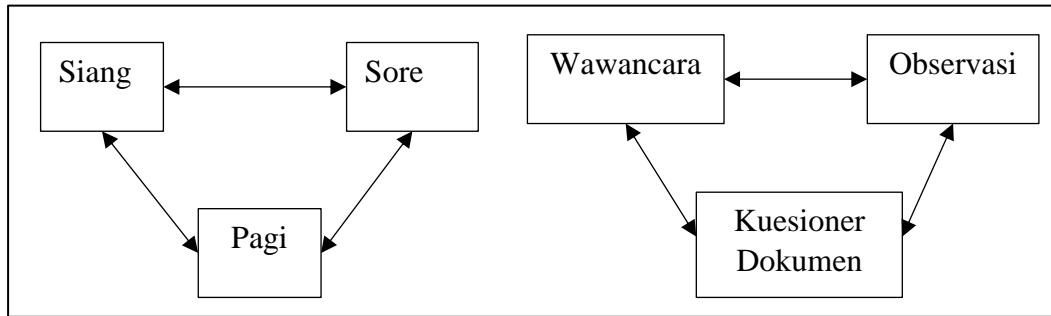 Siang
Sore
Pagi
Wawancara
Observasi
Kuesioner
Dokumen